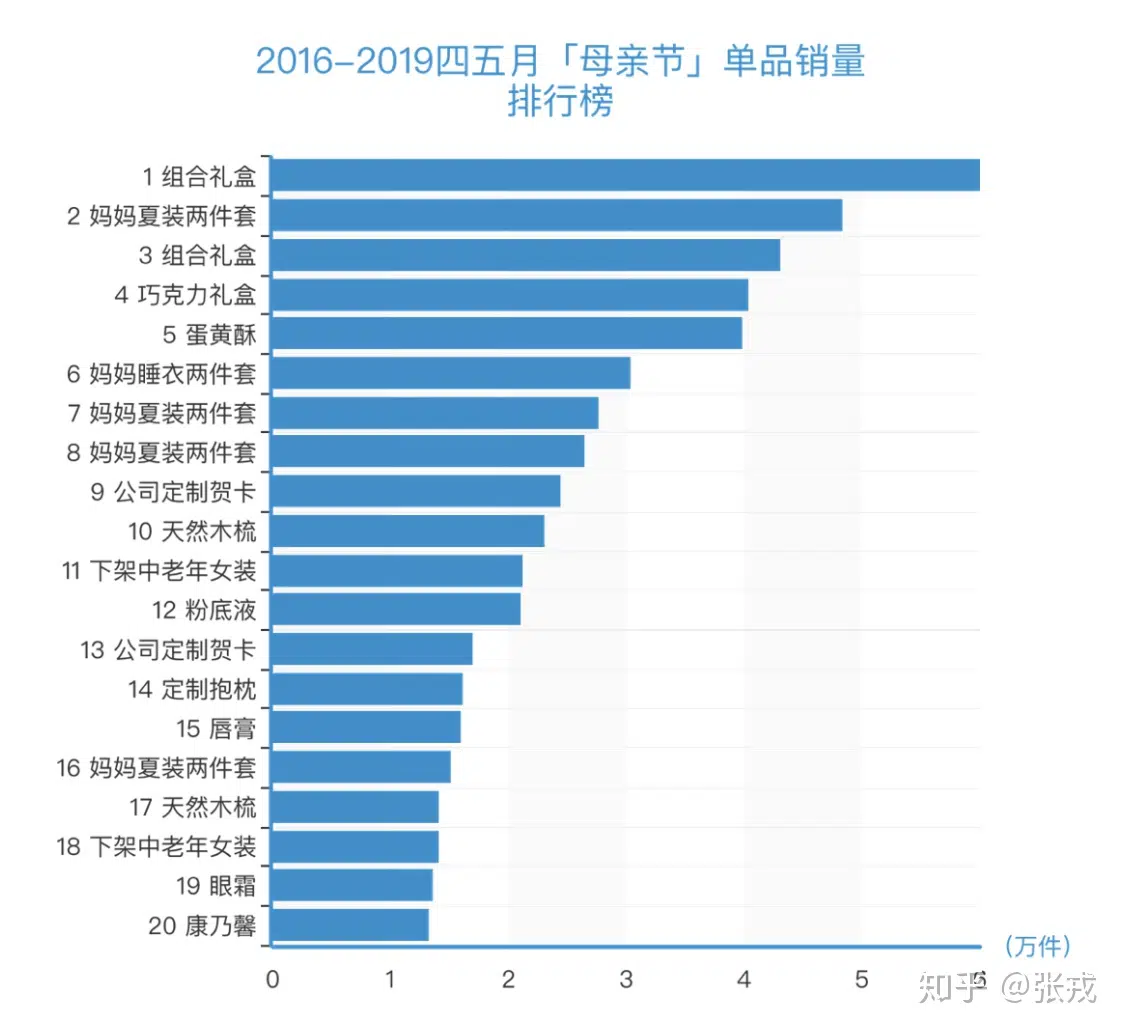 2016-2019四五月「母亲节」单品销量
排行榜
1 组合礼盒
2 妈妈夏装两件套
3 组合礼盒
4 巧克力礼盒
5 蛋黄酥
6 妈妈睡衣两件套
7 妈妈夏装两件套
8 妈妈夏装两件套
9 公司定制贺卡
10 天然木梳
11 下架中老年女装
12 粉底液
13 公司定制贺卡
14 定制抱枕
15 唇膏
16 妈妈夏装两件套
17 天然木梳
18 下架中老年女装
19 眼霜
20 康乃馨
(万件)
0 1 2 3 4 5 6
知乎 @张戎